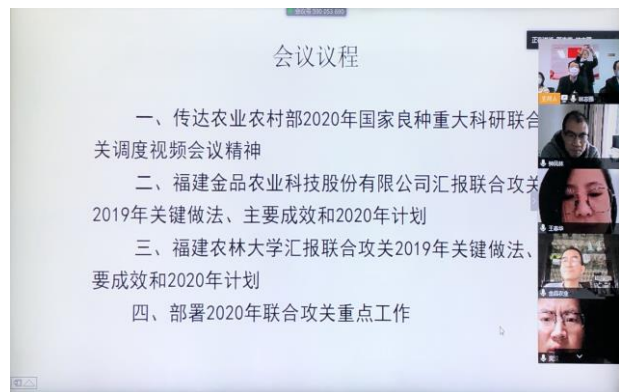 会议议程
一、传达农业农村部2020年国家良种重大科研联合
关调度视频会议精神
二、福建金品农业科技股份有限公司汇报联合攻关
2019年关键做法、主要成效和2020年计划
三、福建农林大学汇报联合攻关2019年关键做法、
要成效和2020年计划
四、部署2020年联合攻关重点工作